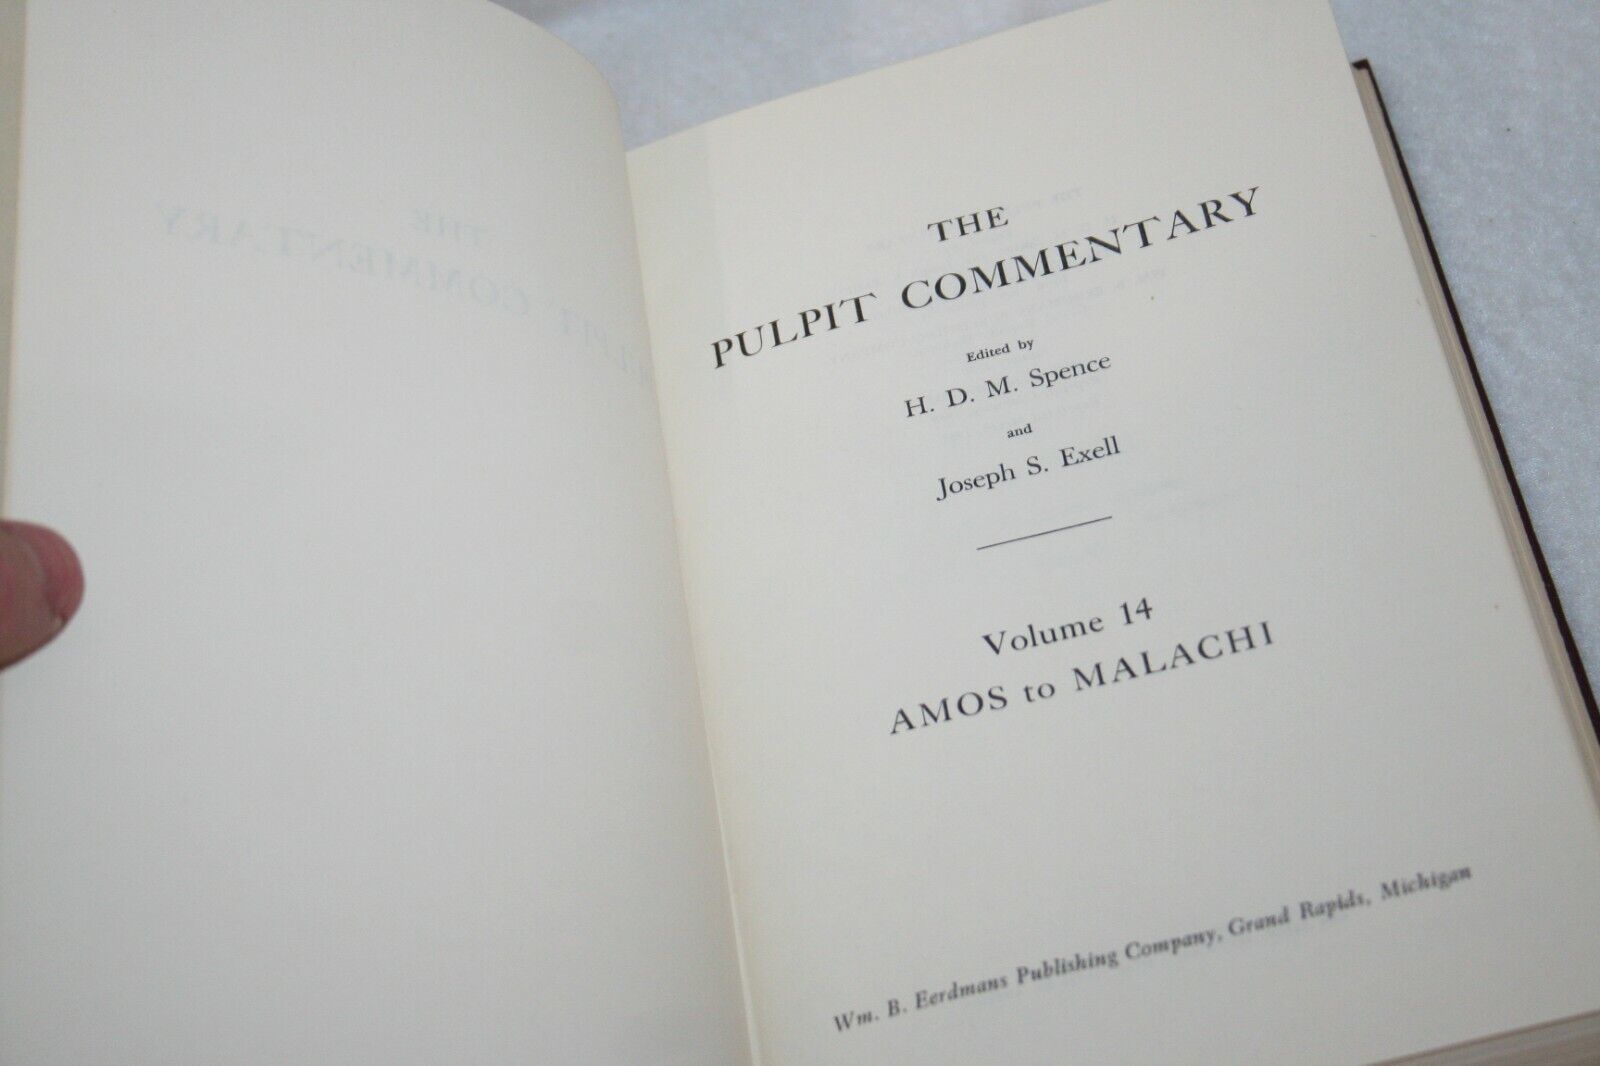 THE
PULPIT COMMENTARY
Edited by
H. D. M. Spence
and
Joseph S. Exell
Volume 14
AMOS to MALACHI
Wm. B. Eerdmans Publishing Company, Grand Rapids, Michigan